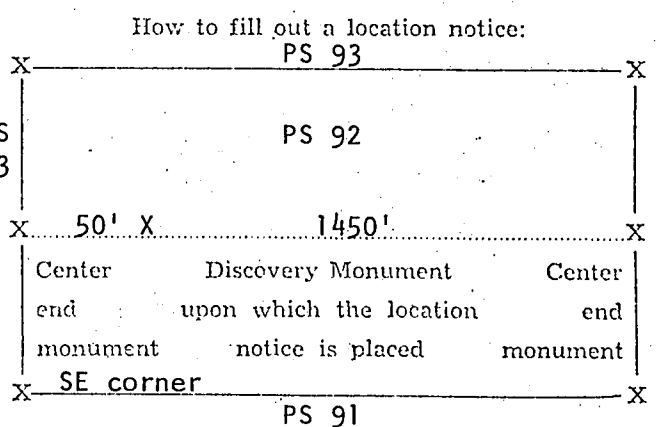 How to fill out a location notice:
PS 93
X X
PS 92
X 50' X 1450' X
Center Discovery Monument Center
end upon which the location end
monument notice is placed monument
X SE corner X
PS 91